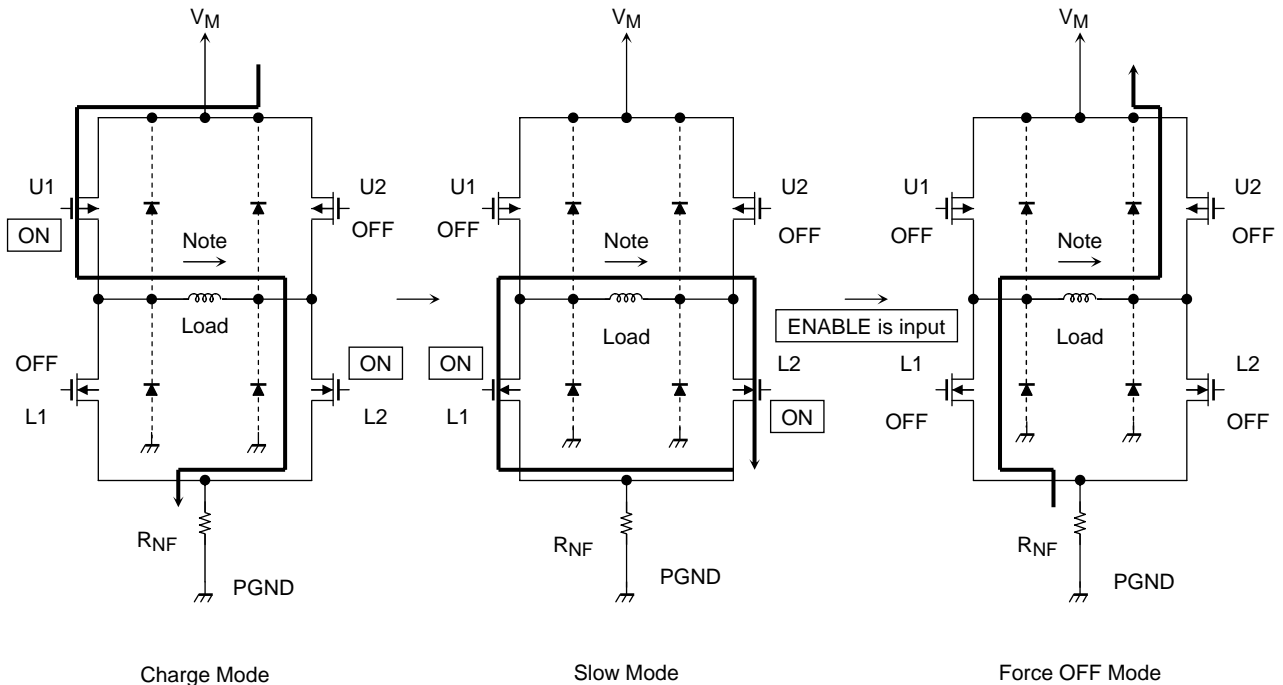 VM
U1
ON
U2
OFF
Note
Load
OFF
L1
ON
L2
RNF
PGND
Charge Mode
VM
U1
OFF
U2
OFF
Note
Load
ON
L1
L2
ON
RNF
PGND
Slow Mode
ENABLE is input
VM
U1
OFF
U2
OFF
Note
Load
L1
OFF
L2
OFF
RNF
PGND
Force OFF Mode